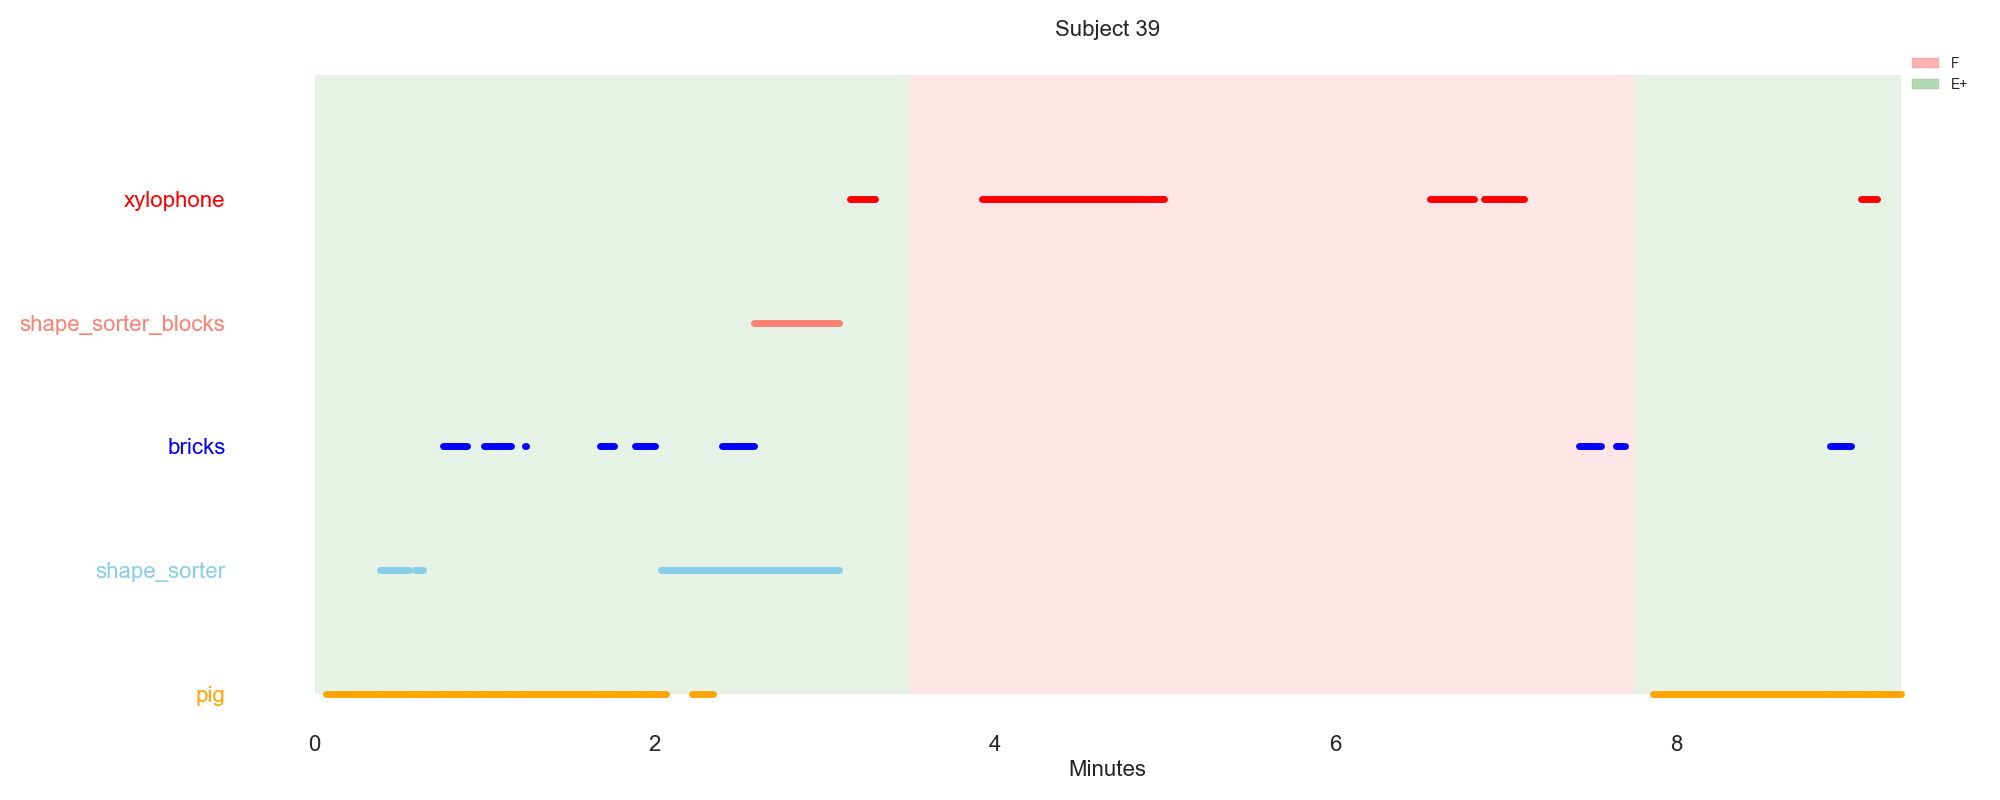 Subject 39
F
E+
xylophone
shape_sorter_blocks
bricks
shape_sorter
pig
0 2 4 6 8
Minutes